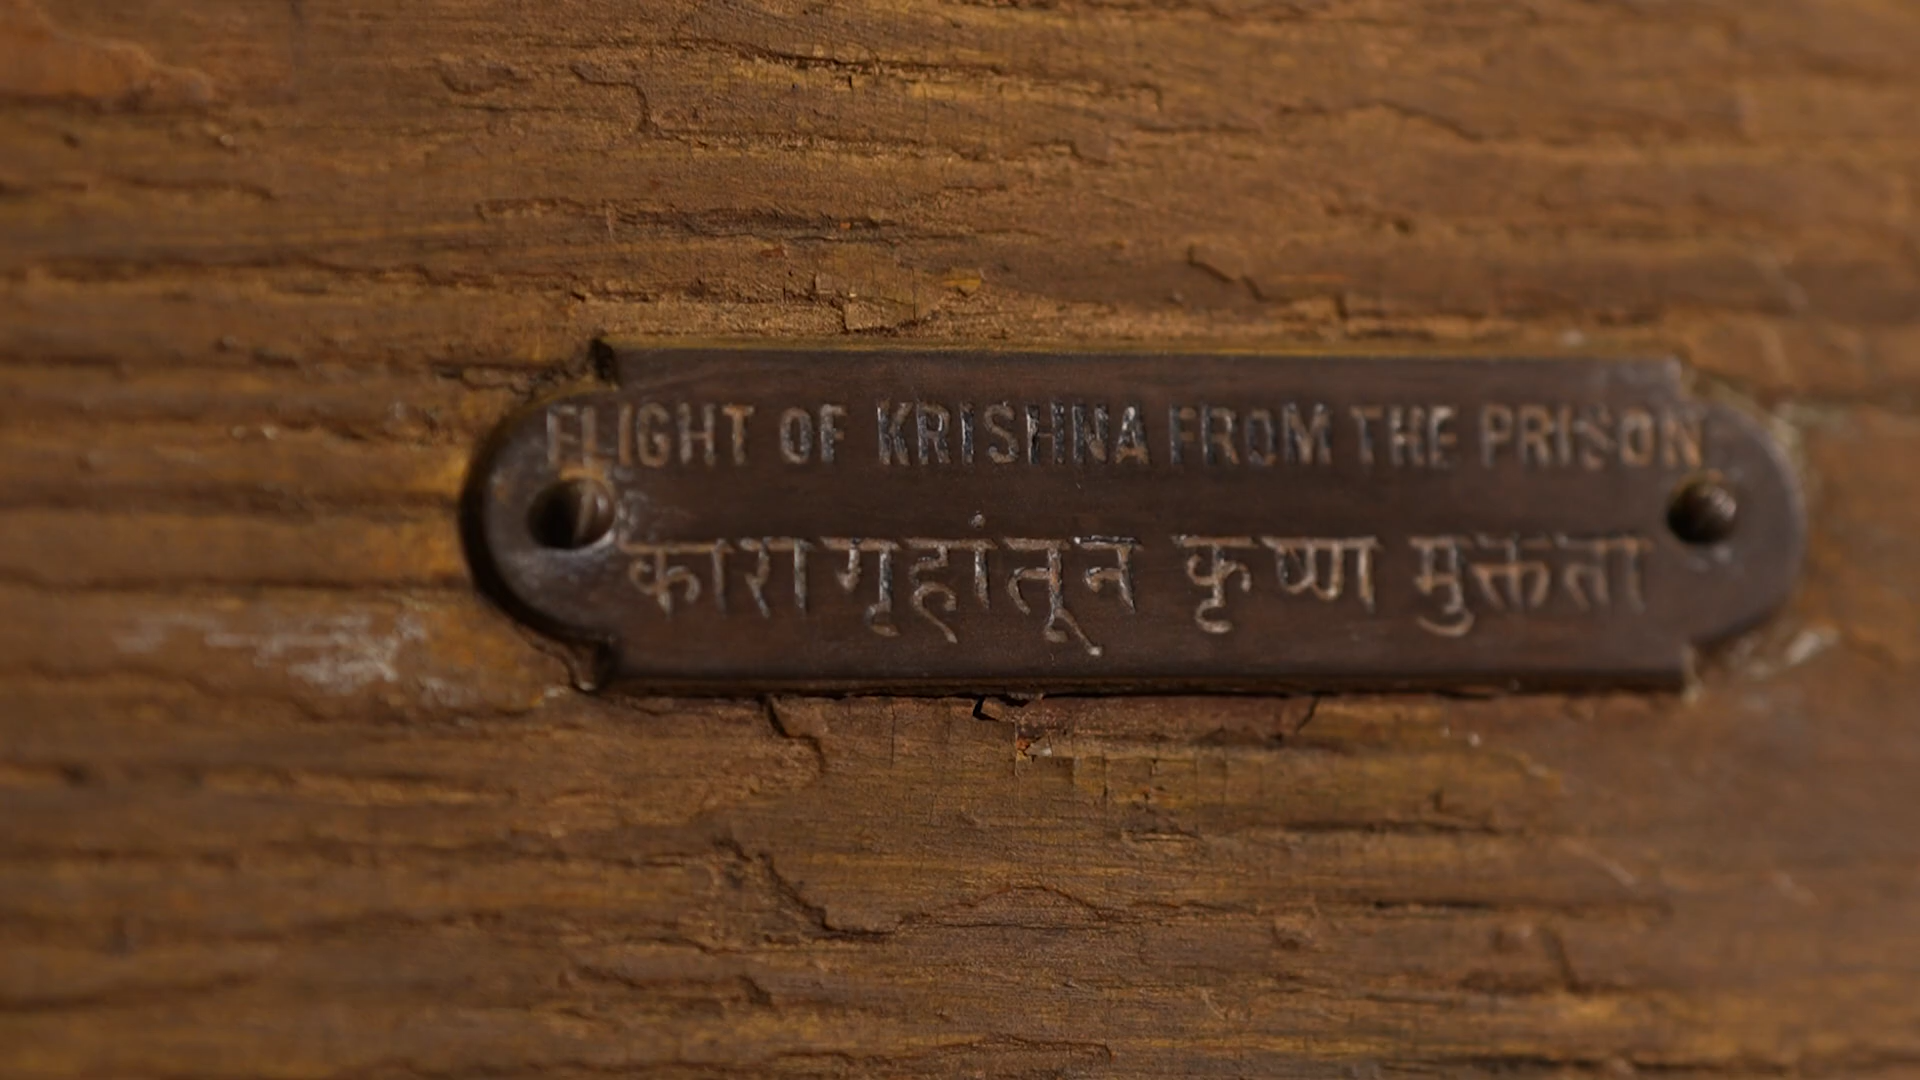 FLIGHT OF KRISHNA FROM THE PRISON
कारागृहांतून कृष्ण मुक्तता